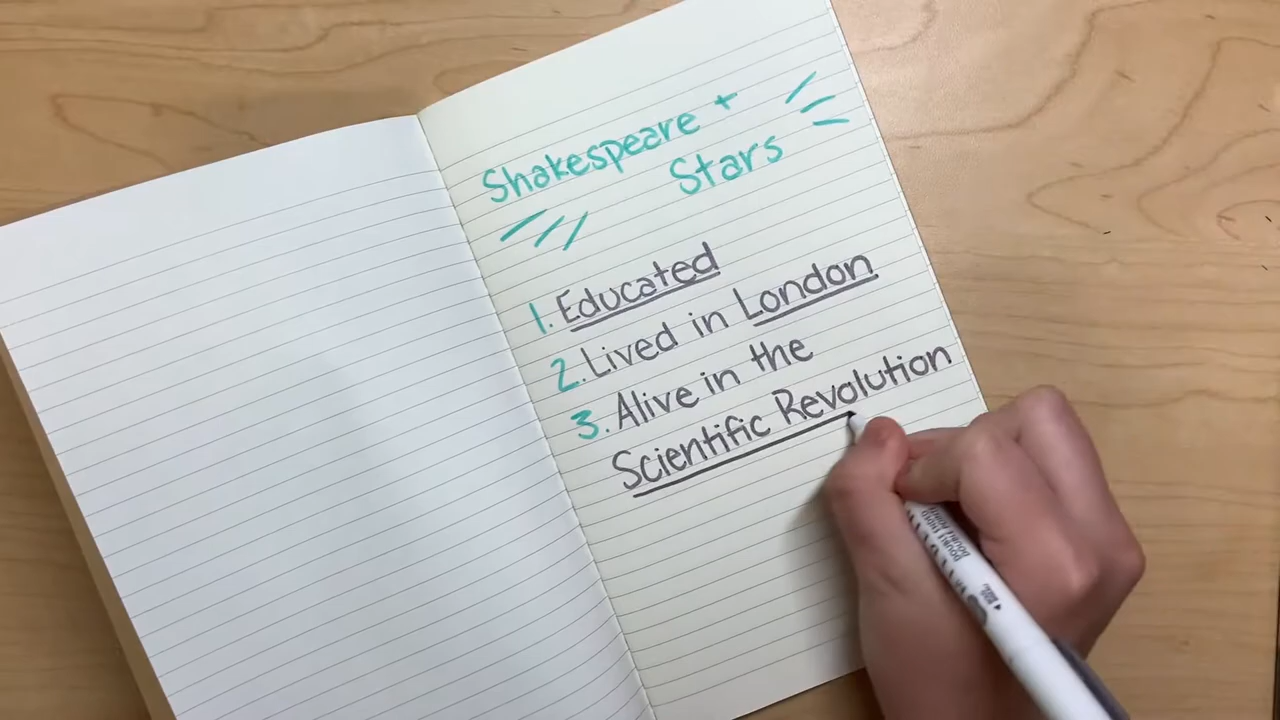 Shakespeare +
Stars
1. Educated
2. Lived in London
3. Alive in the
Scientific Revolution